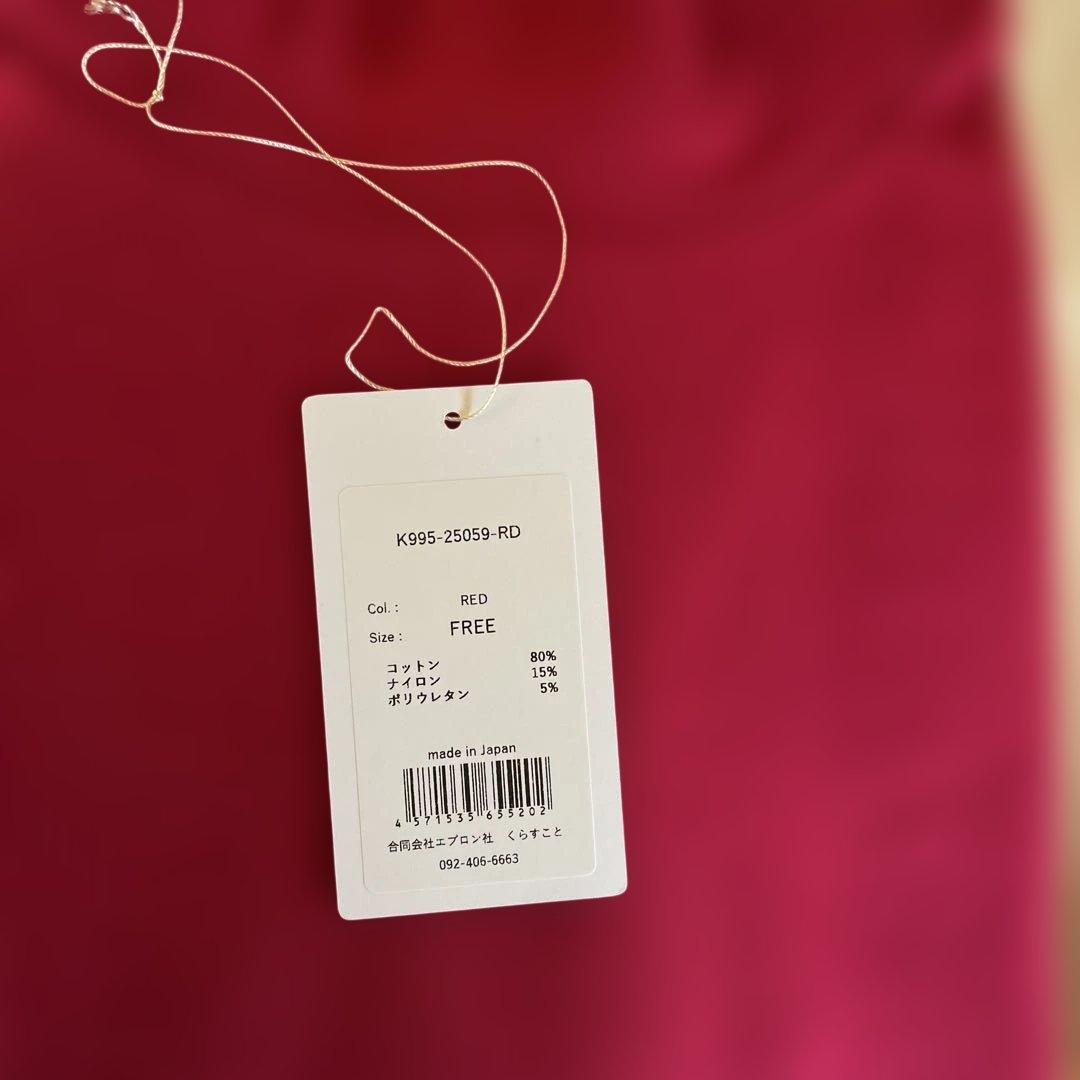 K995-25059-RD
Col. : RED
Size : FREE
コットン 80%
ナイロン 15%
ポリウレタン 5%
made in Japan
4 571535 655202
合同会社エプロン社 くらすこと
092-406-6663